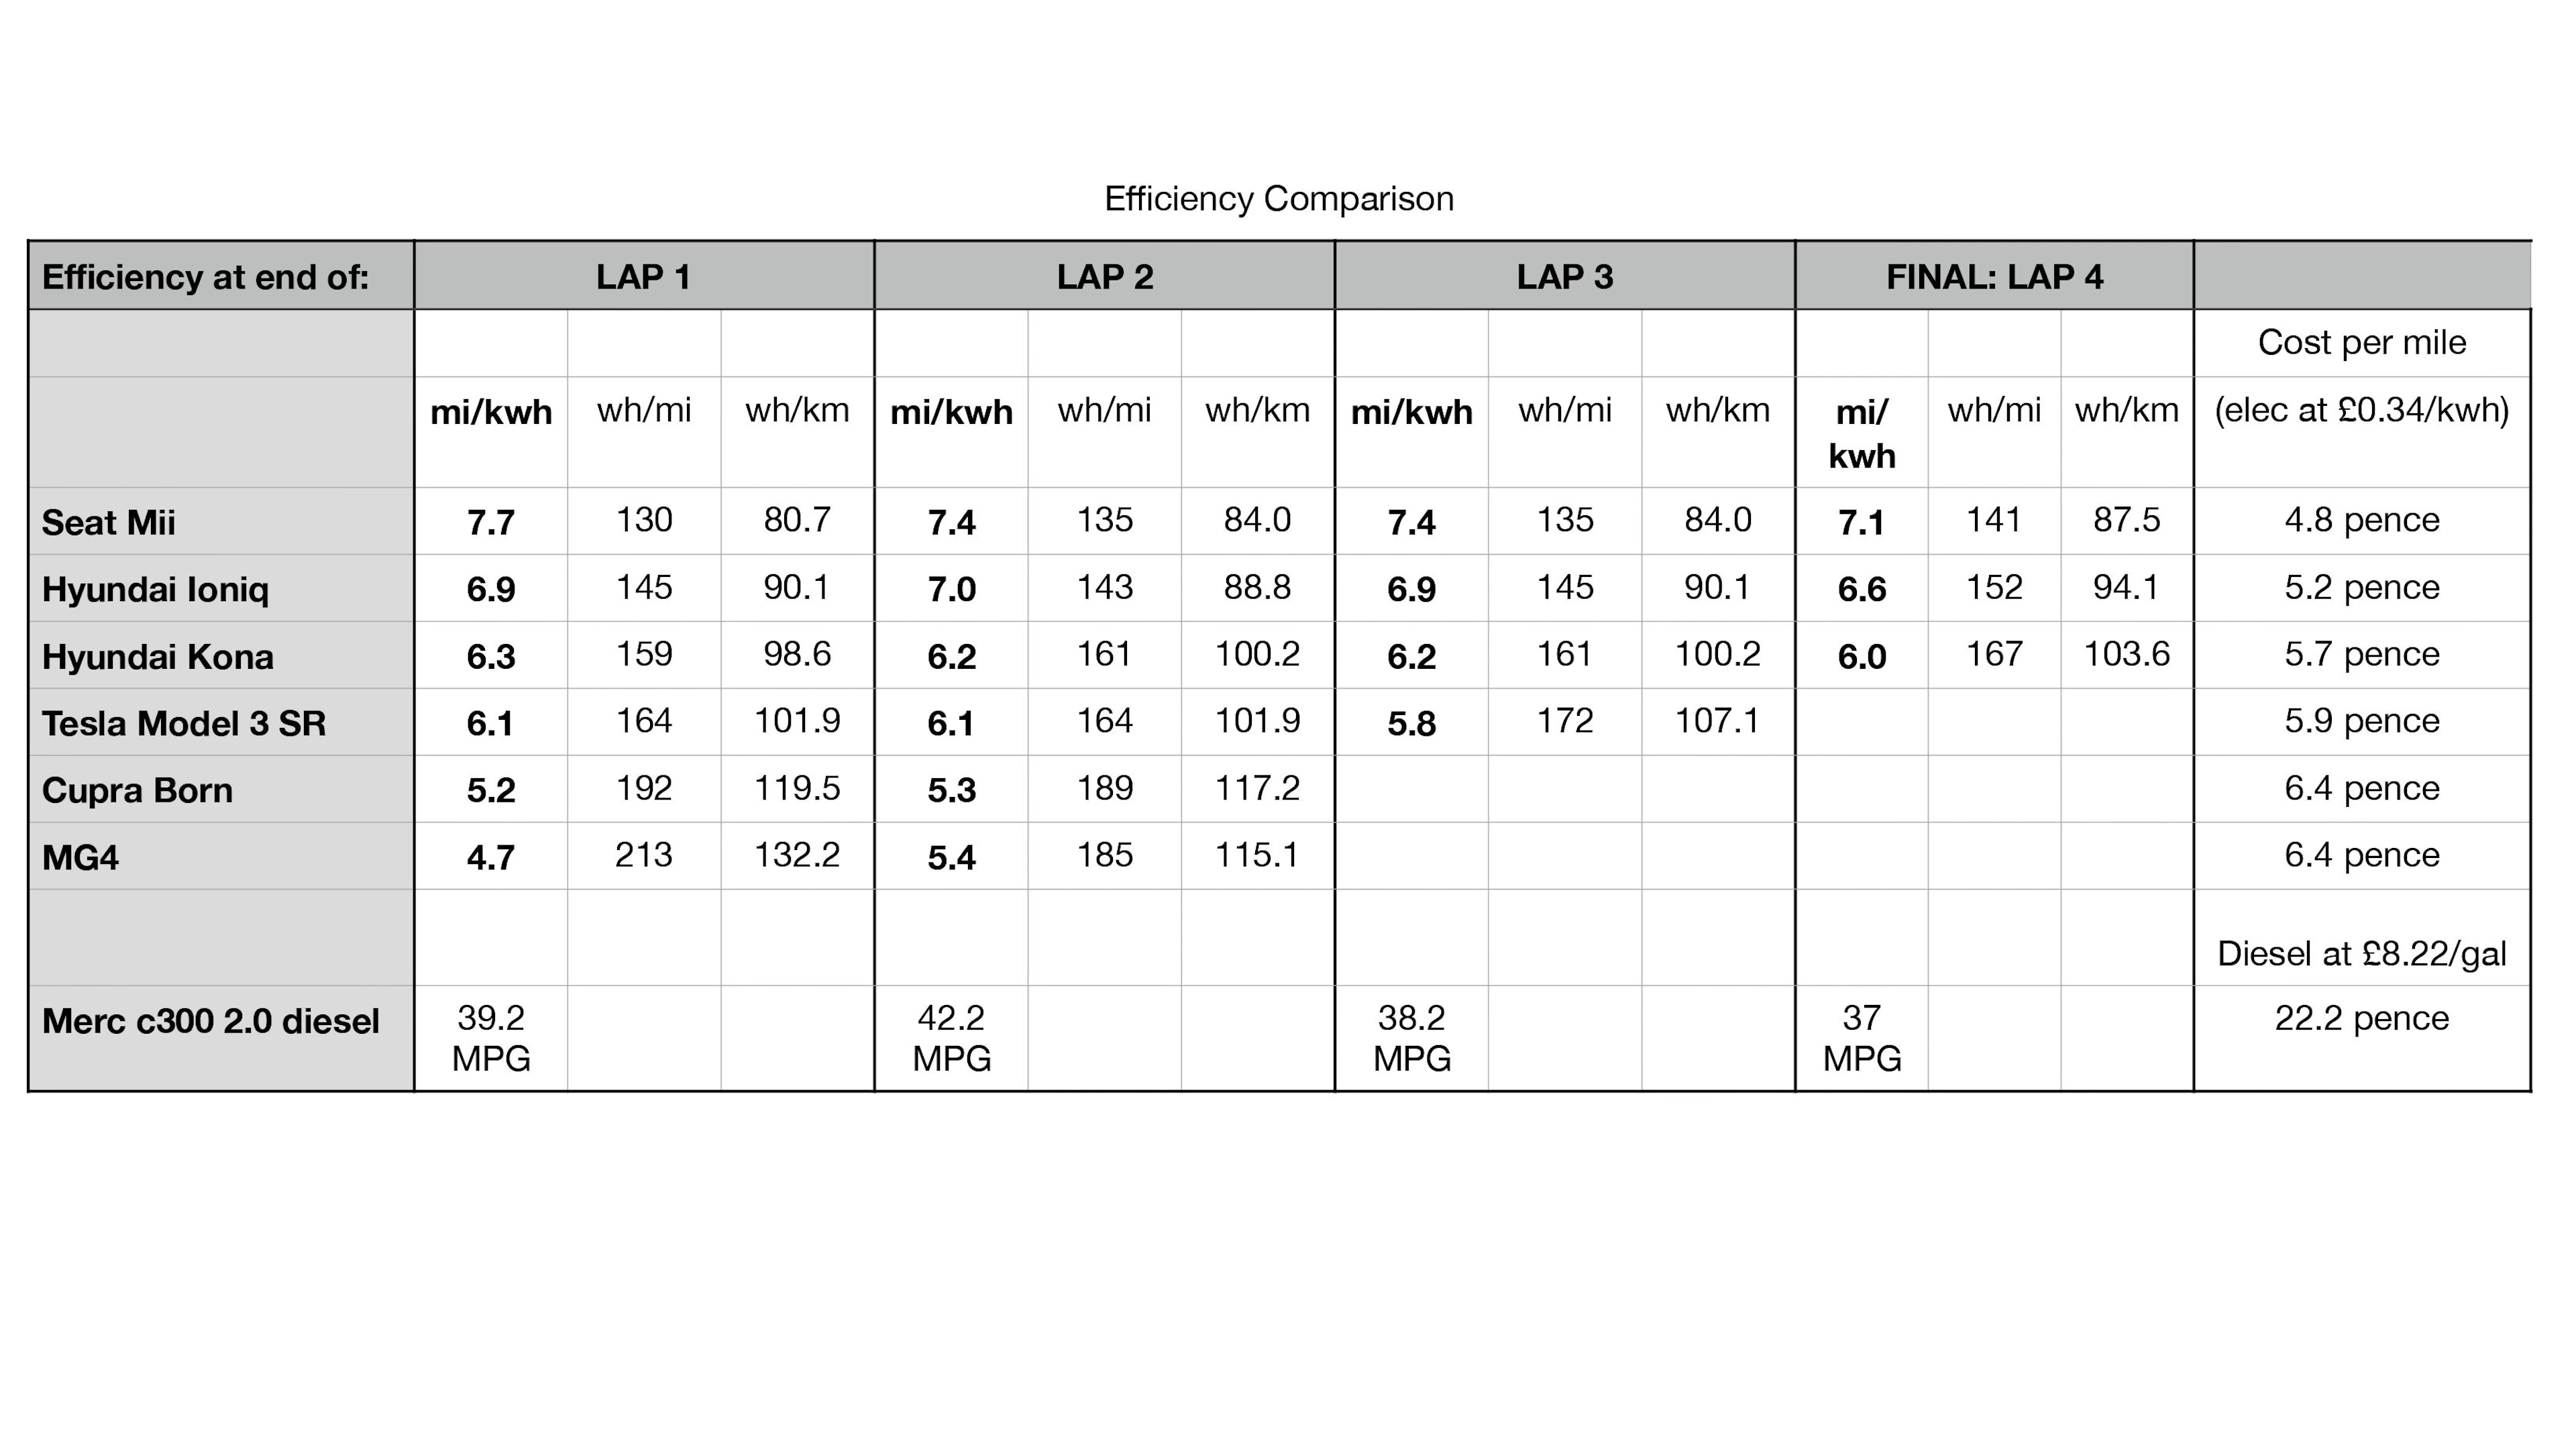 Efficiency Comparison
Efficiency at end of: LAP 1 LAP 2 LAP 3 FINAL: LAP 4
Cost per mile
mi/kwh wh/mi wh/km mi/kwh wh/mi wh/km mi/kwh wh/mi wh/km mi/ wh/mi wh/km (elec at £0.34/kwh)
kwh
Seat Mii 7.7 130 80.7 7.4 135 84.0 7.4 135 84.0 7.1 141 87.5 4.8 pence
Hyundai Ioniq 6.9 145 90.1 7.0 143 88.8 6.9 145 90.1 6.6 152 94.1 5.2 pence
Hyundai Kona 6.3 159 98.6 6.2 161 100.2 6.2 161 100.2 6.0 167 103.6 5.7 pence
Tesla Model 3 SR 6.1 164 101.9 6.1 164 101.9 5.8 172 107.1 5.9 pence
Cupra Born 5.2 192 119.5 5.3 189 117.2 6.4 pence
MG4 4.7 213 132.2 5.4 185 115.1 6.4 pence
Diesel at £8.22/gal
Merc c300 2.0 diesel 39.2 42.2 38.2 37 22.2 pence
MPG MPG MPG MPG